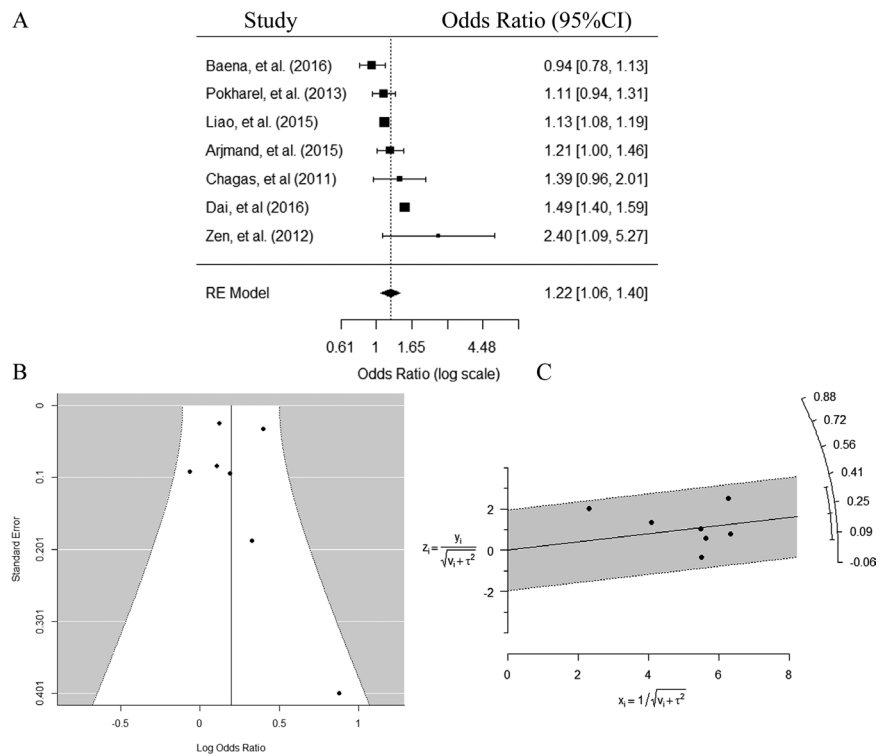 A
Study Odds Ratio (95%CI)
Baena, et al. (2016) 0.94 [0.78, 1.13]
Pokharel, et al. (2013) 1.11 [0.94, 1.31]
Liao, et al. (2015) 1.13 [1.08, 1.19]
Arjmand, et al. (2015) 1.21 [1.00, 1.46]
Chagas, et al (2011) 1.39 [0.96, 2.01]
Dai, et al (2016) 1.49 [1.40, 1.59]
Zen, et al. (2012) 2.40 [1.09, 5.27]
RE Model 1.22 [1.06, 1.40]
0.61 1 1.65 4.48
Odds Ratio (log scale)
B
0
0.1
0.201
0.301
0.401
Standard Error
-0.5 0 0.5 1
Log Odds Ratio
C
0.88
0.72
0.56
0.41
0.25
0.09
-0.06
2
0
-2
zᵢ = yᵢ / √vᵢ + τ²
0 2 4 6 8
xᵢ = 1/√vᵢ + τ²